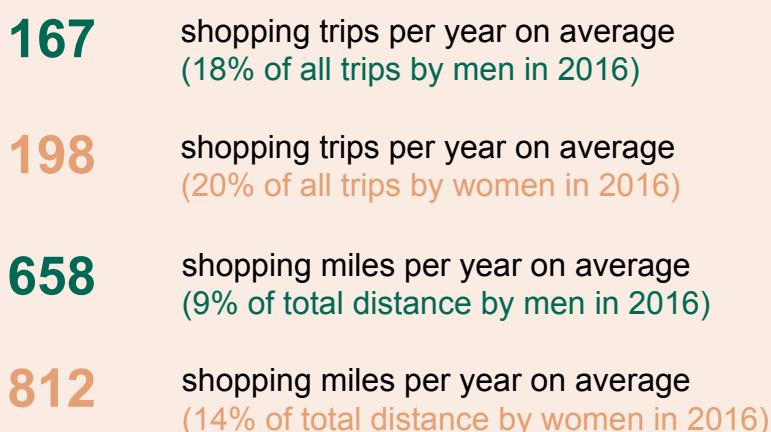 167 shopping trips per year on average
(18% of all trips by men in 2016)
198 shopping trips per year on average
(20% of all trips by women in 2016)
658 shopping miles per year on average
(9% of total distance by men in 2016)
812 shopping miles per year on average
(14% of total distance by women in 2016)